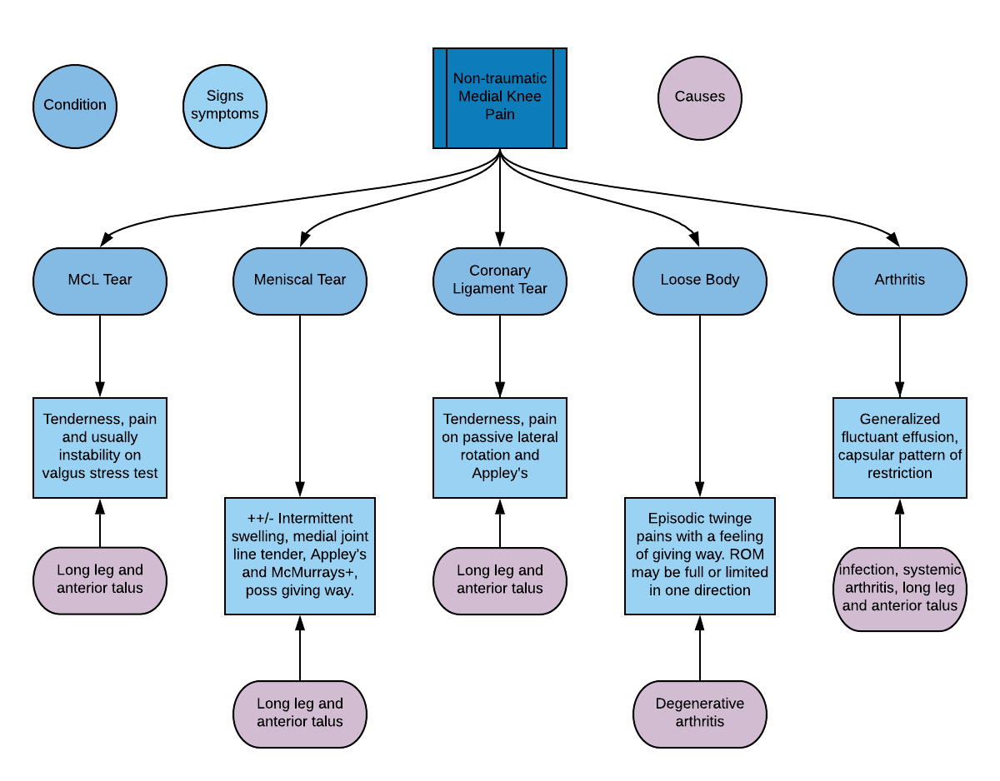 Condition
Signs
symptoms
Non-traumatic
Medial Knee
Pain
Causes
MCL Tear
Meniscal Tear
Coronary
Ligament Tear
Loose Body
Arthritis
Tenderness, pain
and usually
instability on
valgus stress test
Tenderness, pain
on passive lateral
rotation and
Appley's
Generalized
fluctuant effusion,
capsular pattern of
restriction
++/- Intermittent
swelling, medial joint
line tender, Appley's
and McMurrays+,
poss giving way.
Episodic twinge
pains with a feeling
of giving way. ROM
may be full or limited
in one direction
Long leg and
anterior talus
Long leg and
anterior talus
infection, systemic
arthritis, long leg
and anterior talus
Long leg and
anterior talus
Degenerative
arthritis